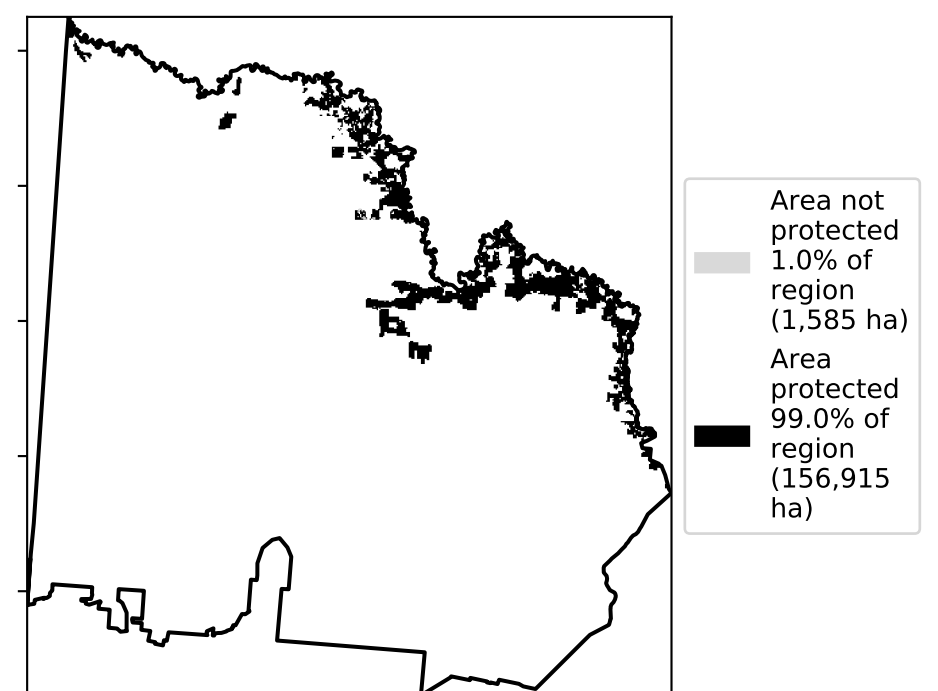 Area not
protected
1.0% of
region
(1,585 ha)
Area
protected
99.0% of
region
(156,915
ha)